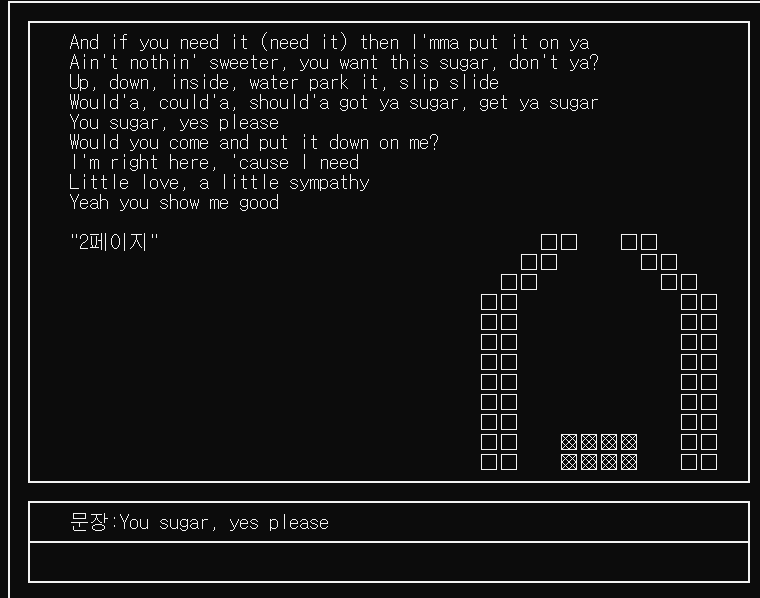 And if you need it (need it) then I'mma put it on ya
Ain't nothin' sweeter, you want this sugar, don't ya?
Up, down, inside, water park it, slip slide
Would'a, could'a, should'a got ya sugar, get ya sugar
You sugar, yes please
Would you come and put it down on me?
I'm right here, 'cause I need
Little love, a little sympathy
Yeah you show me good
"2페이지"
문장:You sugar, yes please